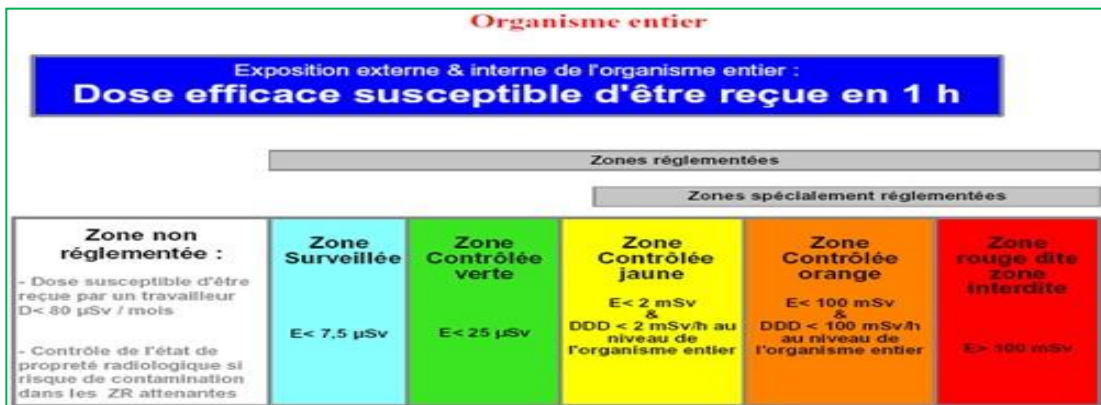 Organisme entier
Exposition externe & interne de l'organisme entier :
Dose efficace susceptible d'être reçue en 1 h
Zones réglementées
Zones spécialement réglementées
Zone non
réglementée :
- Dose susceptible d'être
reçue par un travailleur
D< 80 µSv / mois
- Contrôle de l'état de
propreté radiologique si
risque de contamination
dans les ZR attenantes
Zone
Surveillée
E< 7,5 µSv
Zone
Contrôlée
verte
E< 25 µSv
Zone
Contrôlée
jaune
E< 2 mSv
&
DDD < 2 mSv/h au
niveau de
l'organisme entier
Zone
Contrôlée
orange
E< 100 mSv
&
DDD < 100 mSv/h
au niveau de
l'organisme entier
Zone
rouge dite
zone
interdite
E> 100 mSv